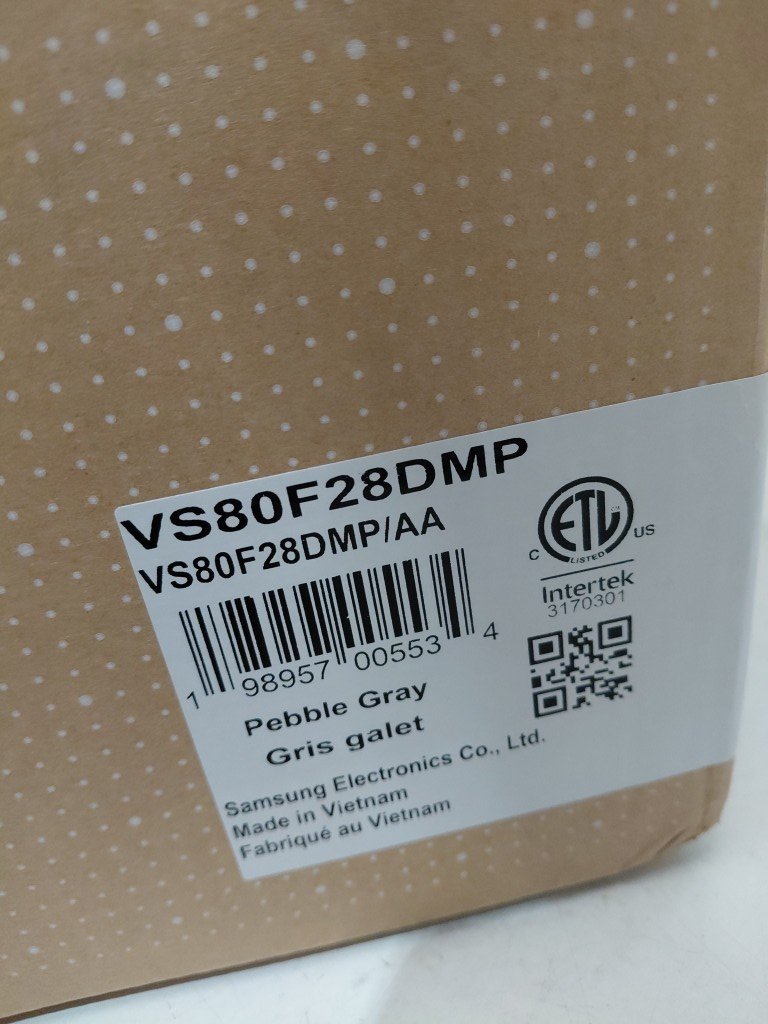 VS80F28DMP
VS80F28DMP/AA
1 98957 00553 4
Pebble Gray
Gris galet
Samsung Electronics Co., Ltd.
Made in Vietnam
Fabriqué au Vietnam
ETL
CM
C LISTED US
Intertek
3170301